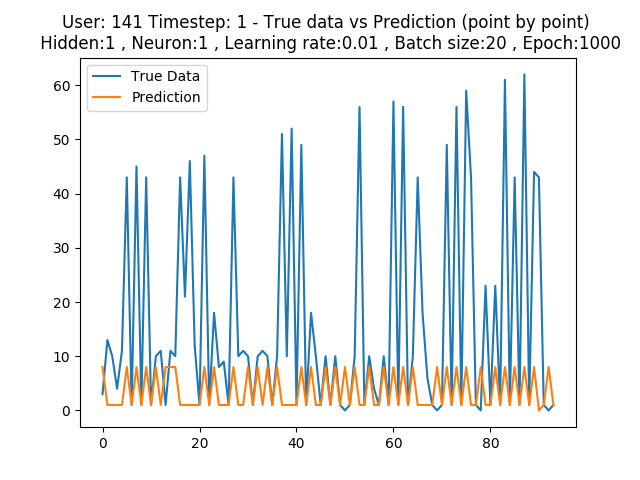 User: 141 Timestep: 1 - True data vs Prediction (point by point)
Hidden:1 , Neuron:1 , Learning rate:0.01 , Batch size:20 , Epoch:1000
True Data
Prediction
60
50
40
30
20
10
0
0 20 40 60 80